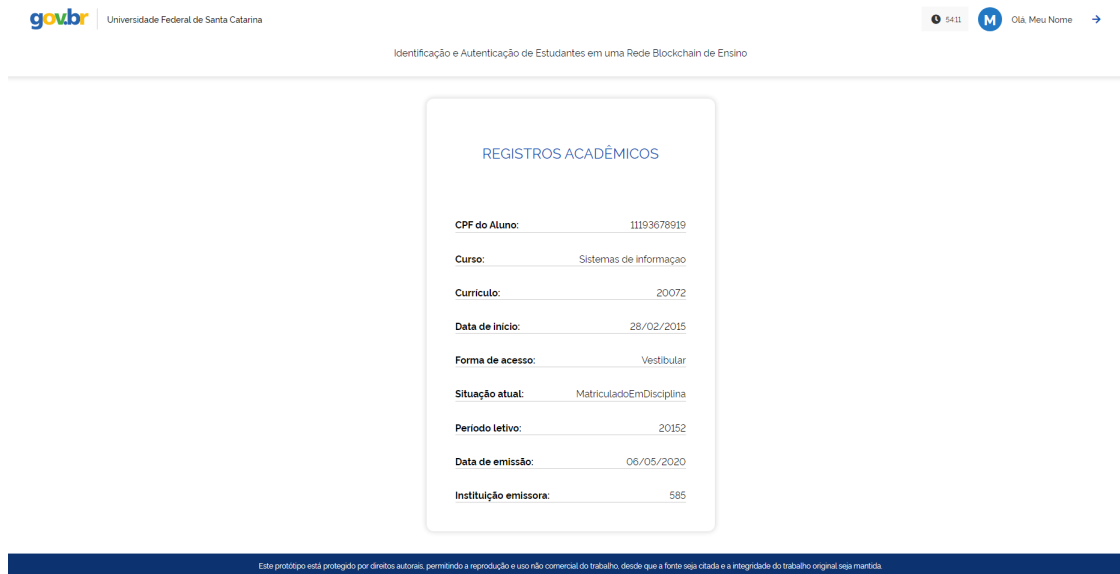 gov.br Universidade Federal de Santa Catarina 54:11 M Olá, Meu Nome
Identificação e Autenticação de Estudantes em uma Rede Blockchain de Ensino
REGISTROS ACADÊMICOS
CPF do Aluno: 11193678919
Curso: Sistemas de informaçao
Currículo: 20072
Data de início: 28/02/2015
Forma de acesso: Vestibular
Situação atual: MatriculadoEmDisciplina
Período letivo: 20152
Data de emissão: 06/05/2020
Instituição emissora: 585
Este protótipo está protegido por direitos autorais, permitindo a reprodução e uso não comercial do trabalho, desde que a fonte seja citada e a integridade do trabalho original seja mantida.